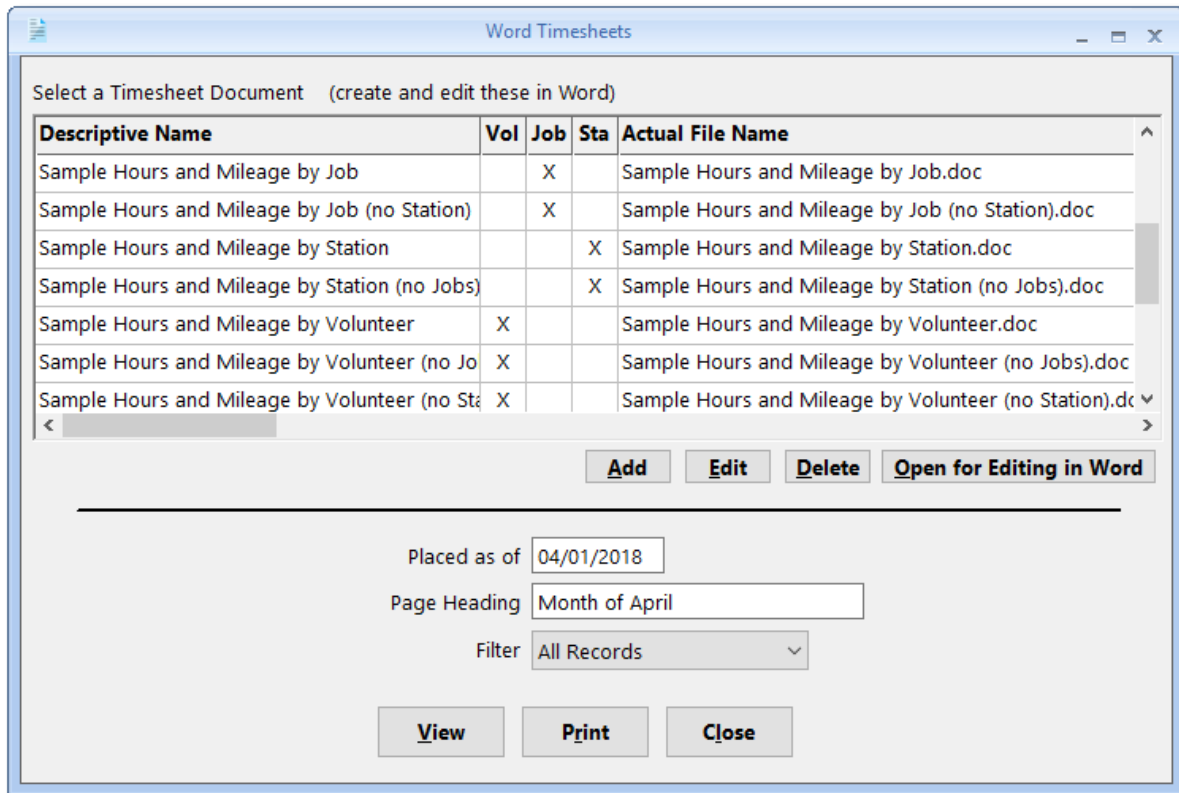 Word Timesheets
Select a Timesheet Document (create and edit these in Word)
Descriptive Name Vol Job Sta Actual File Name
Sample Hours and Mileage by Job X Sample Hours and Mileage by Job.doc
Sample Hours and Mileage by Job (no Station) X Sample Hours and Mileage by Job (no Station).doc
Sample Hours and Mileage by Station X Sample Hours and Mileage by Station.doc
Sample Hours and Mileage by Station (no Jobs) X Sample Hours and Mileage by Station (no Jobs).doc
Sample Hours and Mileage by Volunteer X Sample Hours and Mileage by Volunteer.doc
Sample Hours and Mileage by Volunteer (no Jo X Sample Hours and Mileage by Volunteer (no Jobs).doc
Sample Hours and Mileage by Volunteer (no Sta X Sample Hours and Mileage by Volunteer (no Station).do
Add Edit Delete Open for Editing in Word
Placed as of 04/01/2018
Page Heading Month of April
Filter All Records
View Print Close